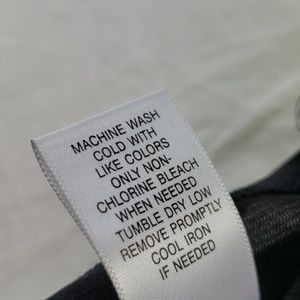 MACHINE WASH
COLD WITH
LIKE COLORS
ONLY NON-
CHLORINE BLEACH
WHEN NEEDED
TUMBLE DRY LOW
REMOVE PROMPTLY
COOL IRON
IF NEEDED